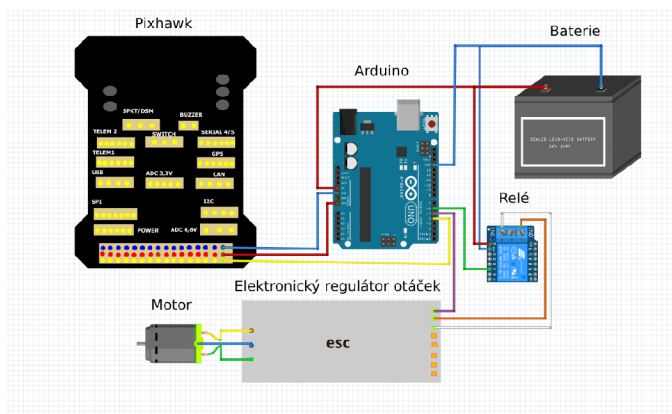 Pixhawk
Baterie
Arduino
SPKT/DSM
BUZZER
TELEM 2
SWITCH
SERIAL 4/5
TELEM1
GPS
USB
ADC 3,3V
CAN
SPI
I2C
POWER
ADC 6,6V
SEALED LEAD-ACID BATTERY
UNO
Relé
Elektronický regulátor otáček
Motor
esc